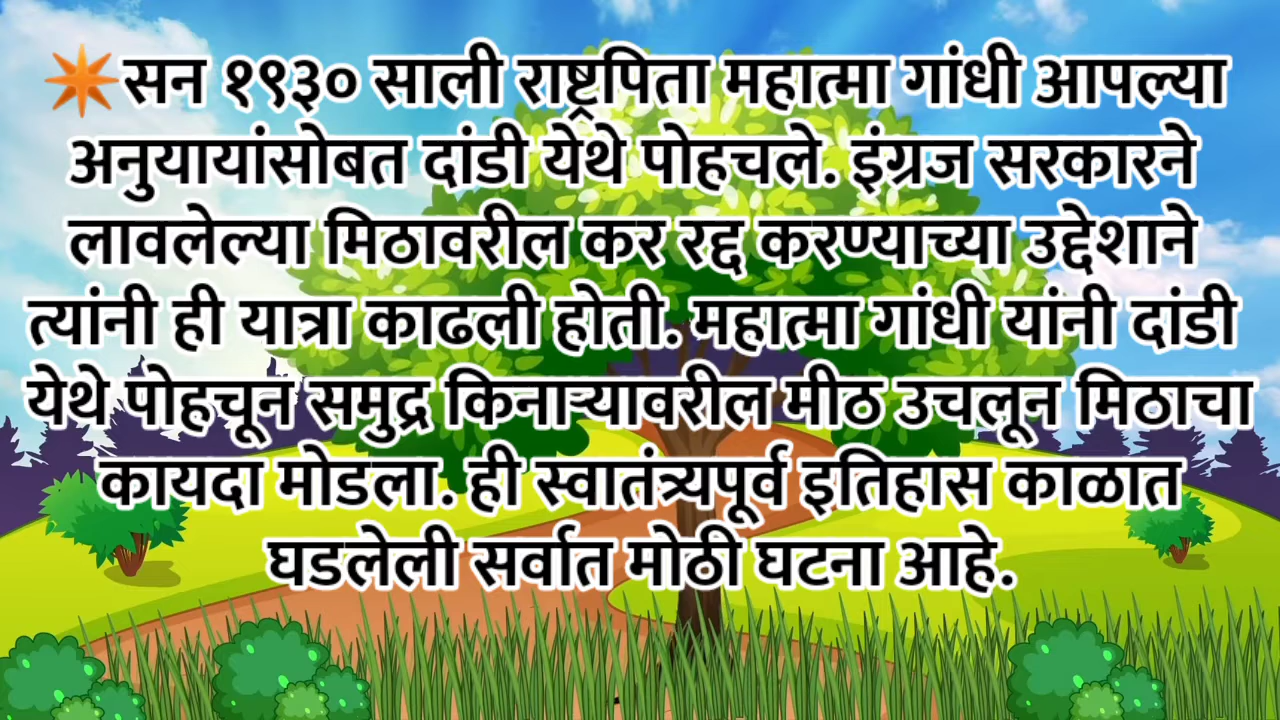 सन १९३० साली राष्ट्रपिता महात्मा गांधी आपल्या
अनुयायांसोबत दांडी येथे पोहचले. इंग्रज सरकारने
लावलेल्या मिठावरील कर रद्द करण्याच्या उद्देशाने
त्यांनी ही यात्रा काढली होती. महात्मा गांधी यांनी दांडी
येथे पोहचून समुद्र किनाऱ्यावरील मीठ उचलून मिठाचा
कायदा मोडला. ही स्वातंत्र्यपूर्व इतिहास काळात
घडलेली सर्वात मोठी घटना आहे.